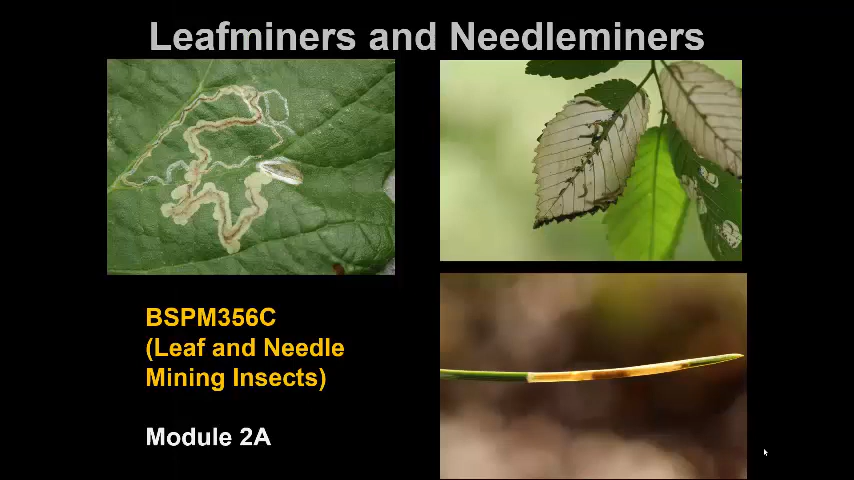 Leafminers and Needleminers
BSPM356C
(Leaf and Needle
Mining Insects)
Module 2A